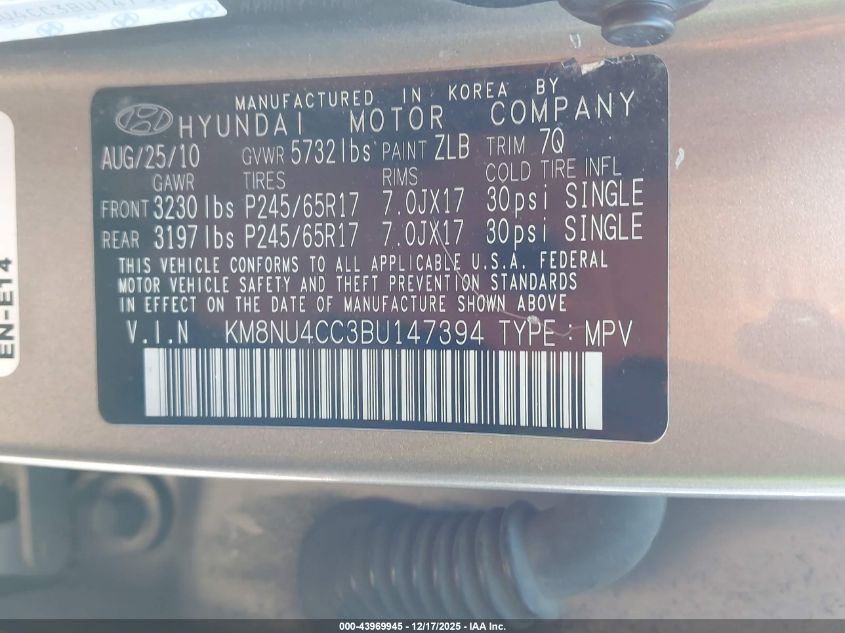 U4CC3BU147
MANUFACTURED IN KOREA BY
HYUNDAI MOTOR COMPANY
AUG/25/10 GVWR 5732lbs PAINT ZLB TRIM 7Q
GAWR TIRES RIMS COLD TIRE INFL
FRONT 3230lbs P245/65R17 7.0JX17 30psi SINGLE
REAR 3197lbs P245/65R17 7.0JX17 30psi SINGLE
THIS VEHICLE CONFORMS TO ALL APPLICABLE U.S.A. FEDERAL
MOTOR VEHICLE SAFETY AND THEFT PREVENTION STANDARDS
IN EFFECT ON THE DATE OF MANUFACTURE SHOWN ABOVE
V.I.N KM8NU4CC3BU147394 TYPE : MPV
EN-E14
000-43969945 - 12/17/2025 - IAA Inc.